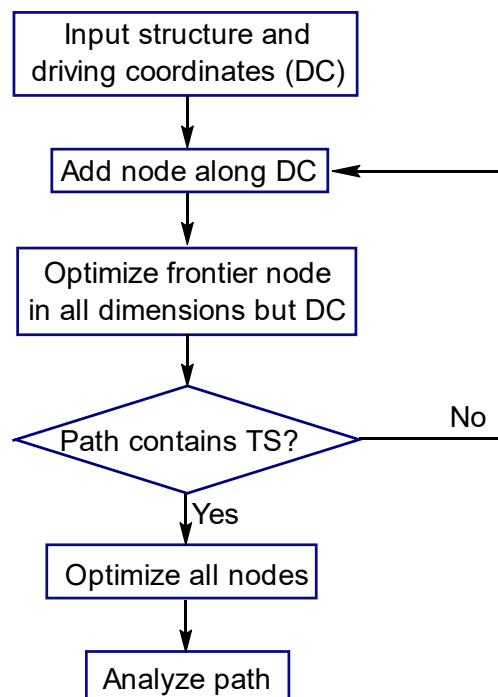 Input structure and
driving coordinates (DC)
Add node along DC
Optimize frontier node
in all dimensions but DC
Path contains TS?
No
Yes
Optimize all nodes
Analyze path